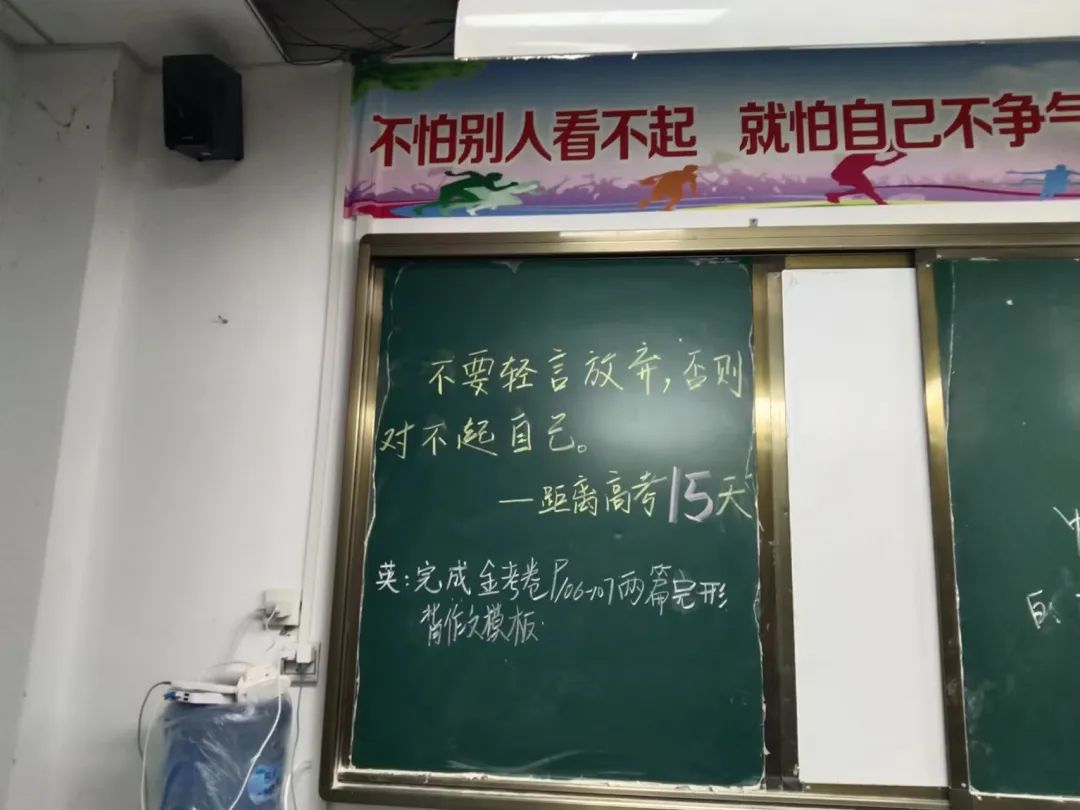 不怕别人看不起 就怕自己不争气
不要轻言放弃,否则
对不起自己。
—距离高考15天
英:完成金考卷P106-107两篇完形
背作文模板